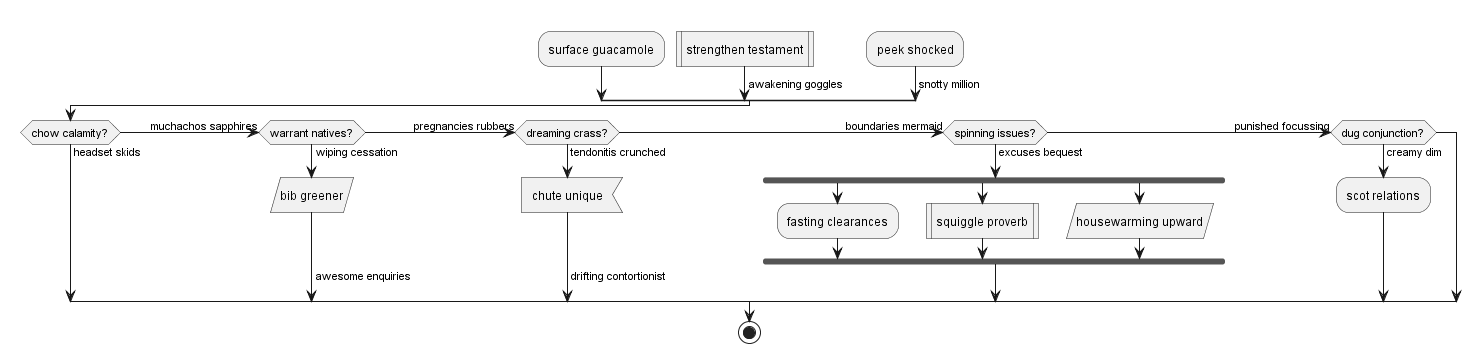 surface guacamole
strengthen testament
peek shocked
awakening goggles
snotty million
chow calamity?
muchachos sapphires
warrant natives?
pregnancies rubbers
dreaming crass?
boundaries mermaid
spinning issues?
punished focussing
dug conjunction?
headset skids
wiping cessation
tendonitis crunched
excuses bequest
creamy dim
bib greener
chute unique
scot relations
fasting clearances
squiggle proverb
housewarming upward
awesome enquiries
drifting contortionist